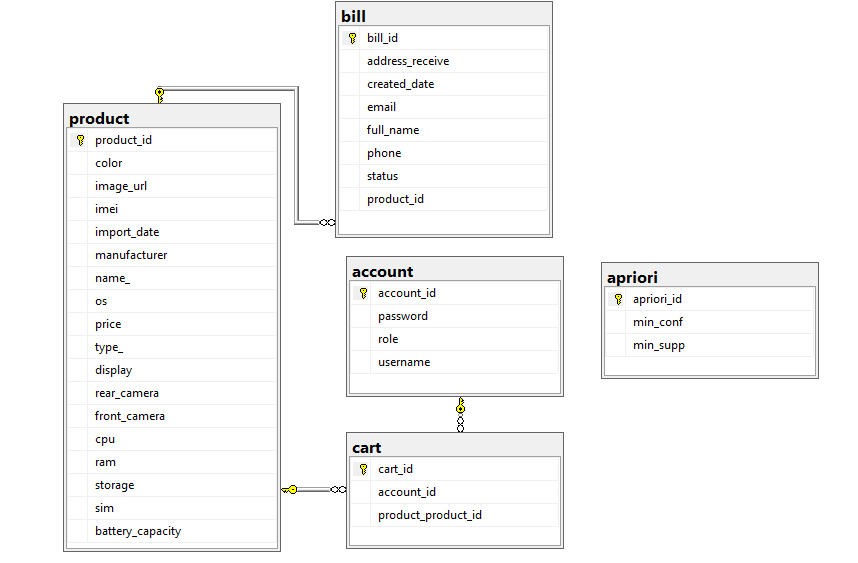 bill
bill_id
address_receive
created_date
email
full_name
phone
status
product_id
product
product_id
color
image_url
imei
import_date
manufacturer
name_
os
price
type_
display
rear_camera
front_camera
cpu
ram
storage
sim
battery_capacity
account
account_id
password
role
username
apriori
apriori_id
min_conf
min_supp
cart
cart_id
account_id
product_product_id